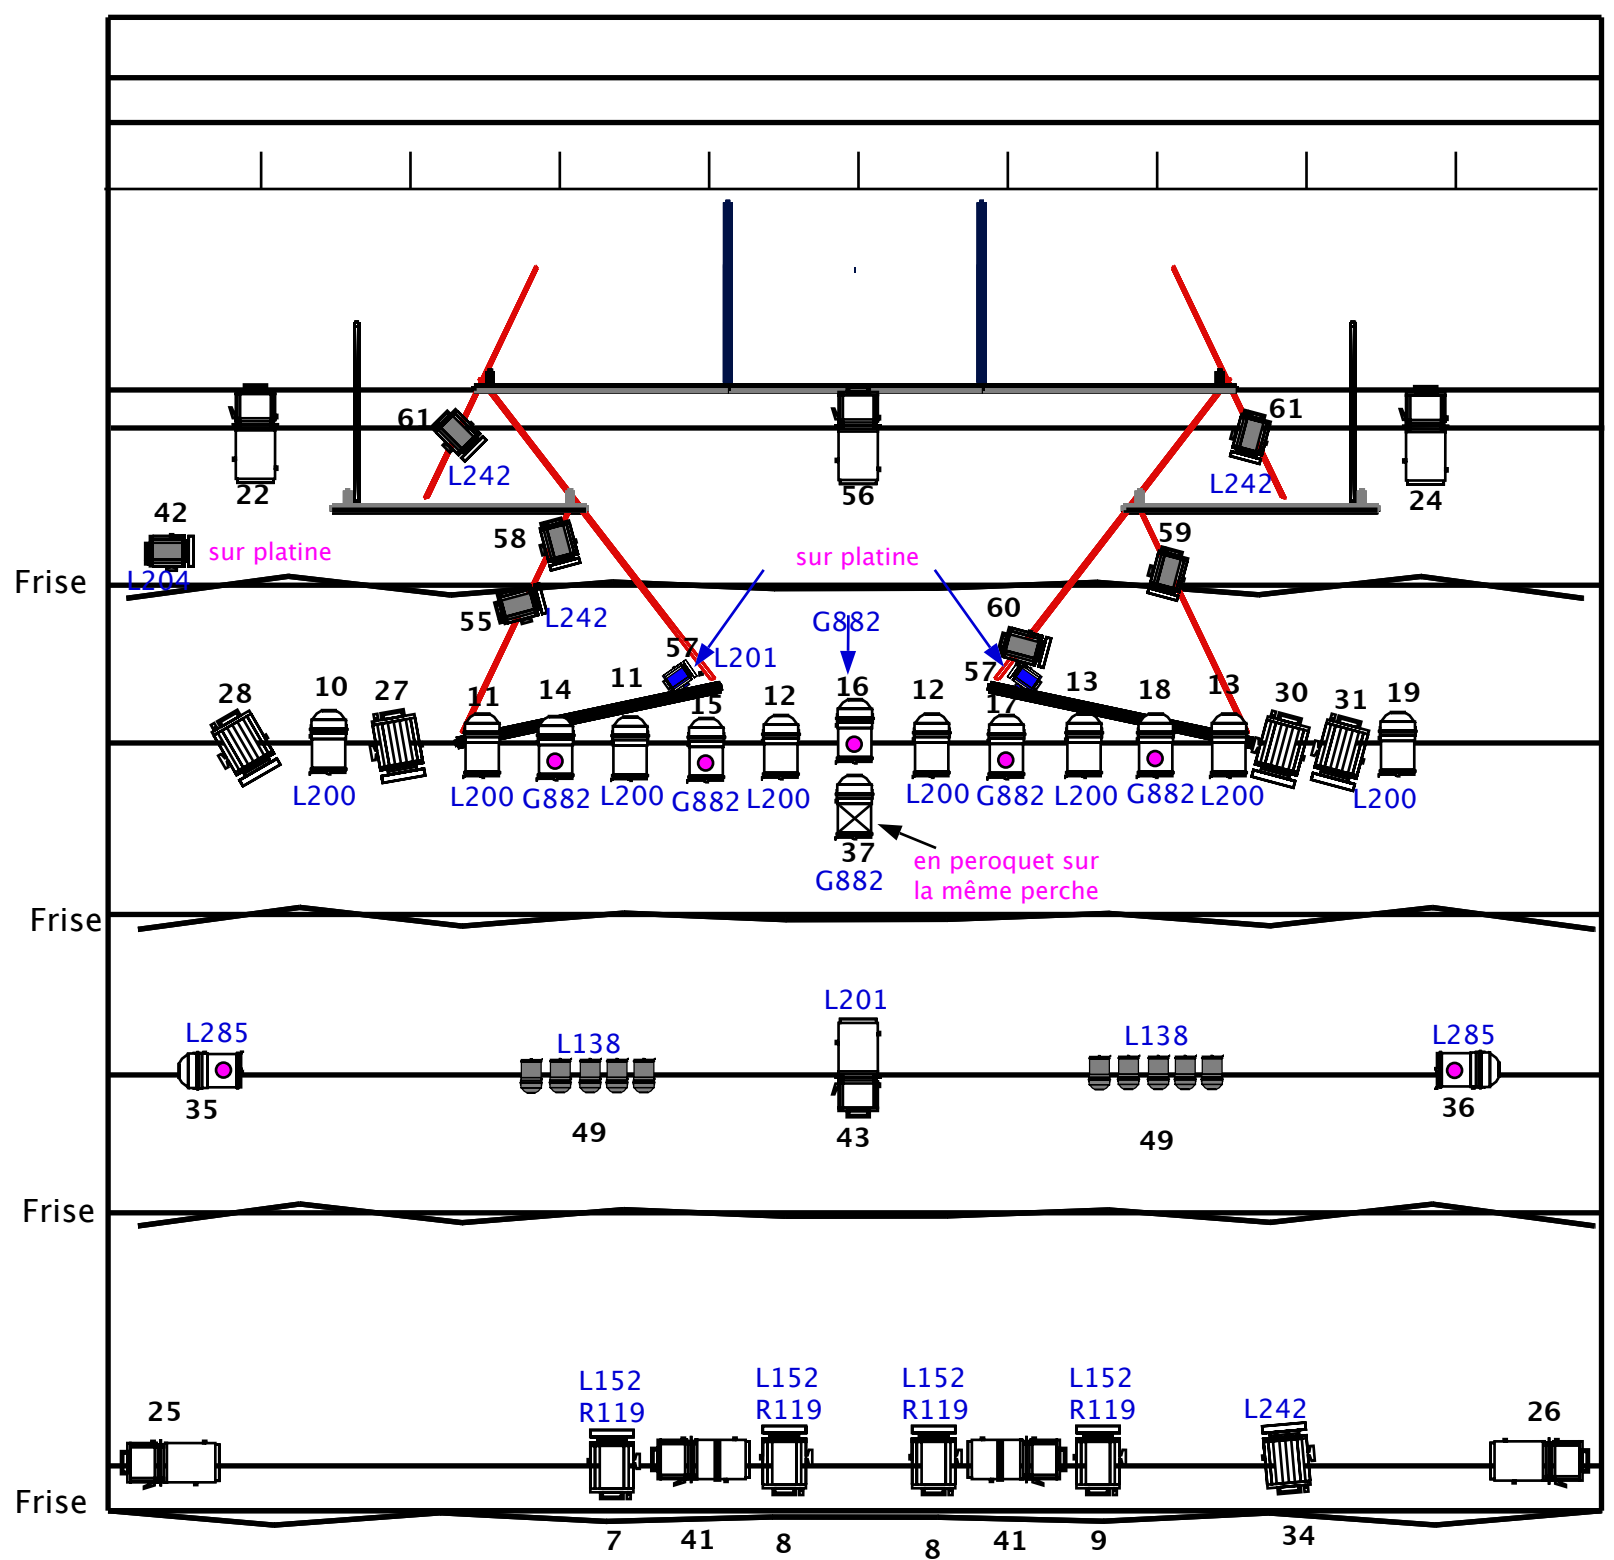 61
61
L242
L242
22
56
24
42
sur platine
58
59
sur platine
Frise
L204
55
L242
60
G882
57
L201
57
28
10
27
11
14
11
15
12
16
12
17
13
18
13
30
31
19
L200
L200
G882
L200
G882
L200
L200
G882
L200
G882
L200
L200
37
G882
en peroquet sur
la même perche
Frise
L201
L285
L138
L138
L285
35
49
43
49
36
Frise
25
L152
R119
L152
R119
L152
R119
L152
R119
L242
26
Frise
7
41
8
8
41
9
34